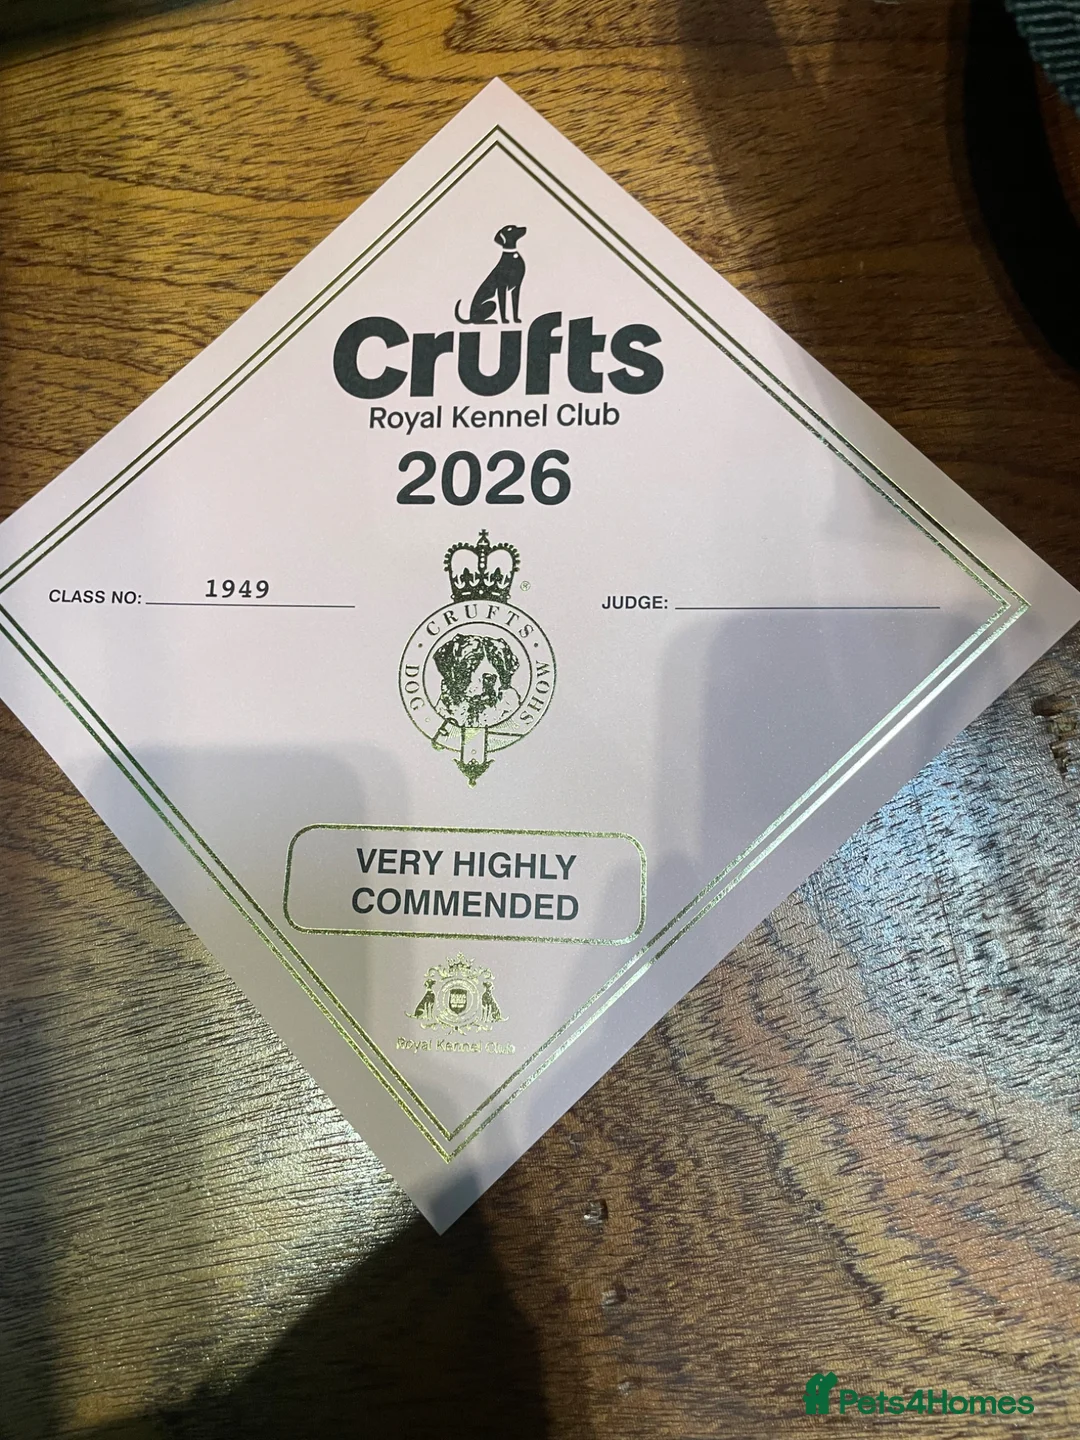 Crufts
Royal Kennel Club
2026
CLASS NO: 1949
JUDGE:
· CRUFTS ·
DOG
SHOW
®
VERY HIGHLY
COMMENDED
Royal Kennel Club
Pets4Homes